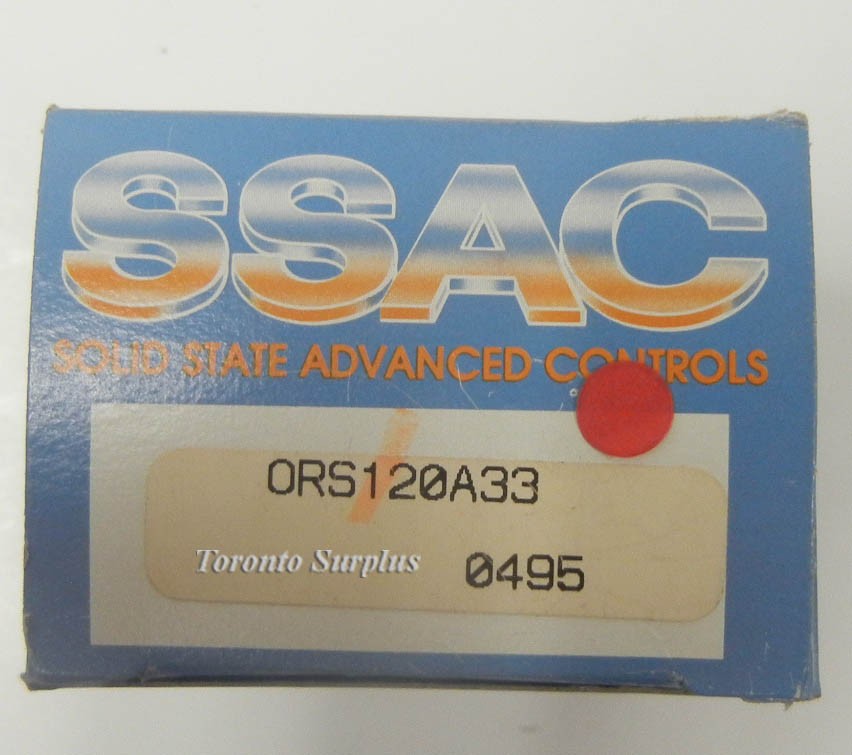 SSAC
SOLID STATE ADVANCED CONTROLS
ORS120A33
Toronto Surplus 0495